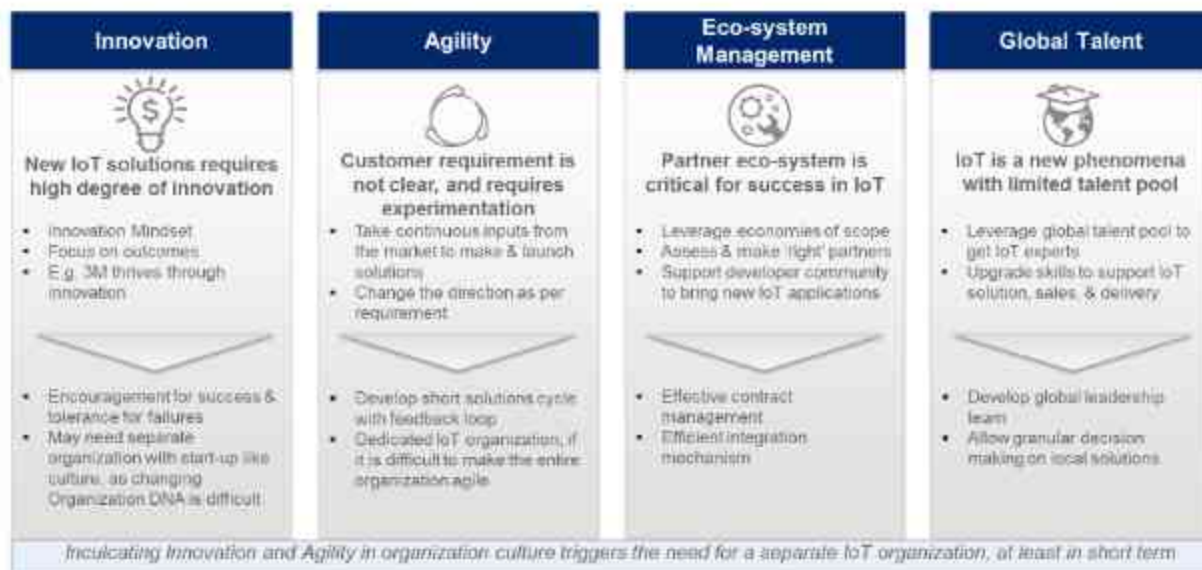 Innovation
New IoT solutions requires
high degree of innovation
• Innovation Mindset
• Focus on outcomes
• E.g. 3M thrives through
innovation
• Encouragement for success &
tolerance for failures
• May need separate
organization with start-up like
culture, as changing
Organization DNA is difficult
Agility
Customer requirement is
not clear, and requires
experimentation
• Take continuous inputs from
the market to make & launch
solutions
• Change the direction as per
requirement
• Develop short solutions cycle
with feedback loop
• Dedicated IoT organization, if
it is difficult to make the entire
organization agile
Eco-system
Management
Partner eco-system is
critical for success in IoT
• Leverage economies of scope
• Assess & make 'right' partners
• Support developer community
to bring new IoT applications
• Effective contract
management
• Efficient integration
mechanism
Global Talent
IoT is a new phenomena
with limited talent pool
• Leverage global talent pool to
get IoT experts
• Upgrade skills to support IoT
solution, sales, & delivery
• Develop global leadership
team
• Allow granular decision
making on local solutions
Inculcating Innovation and Agility in organization culture triggers the need for a separate IoT organization, at least in short term